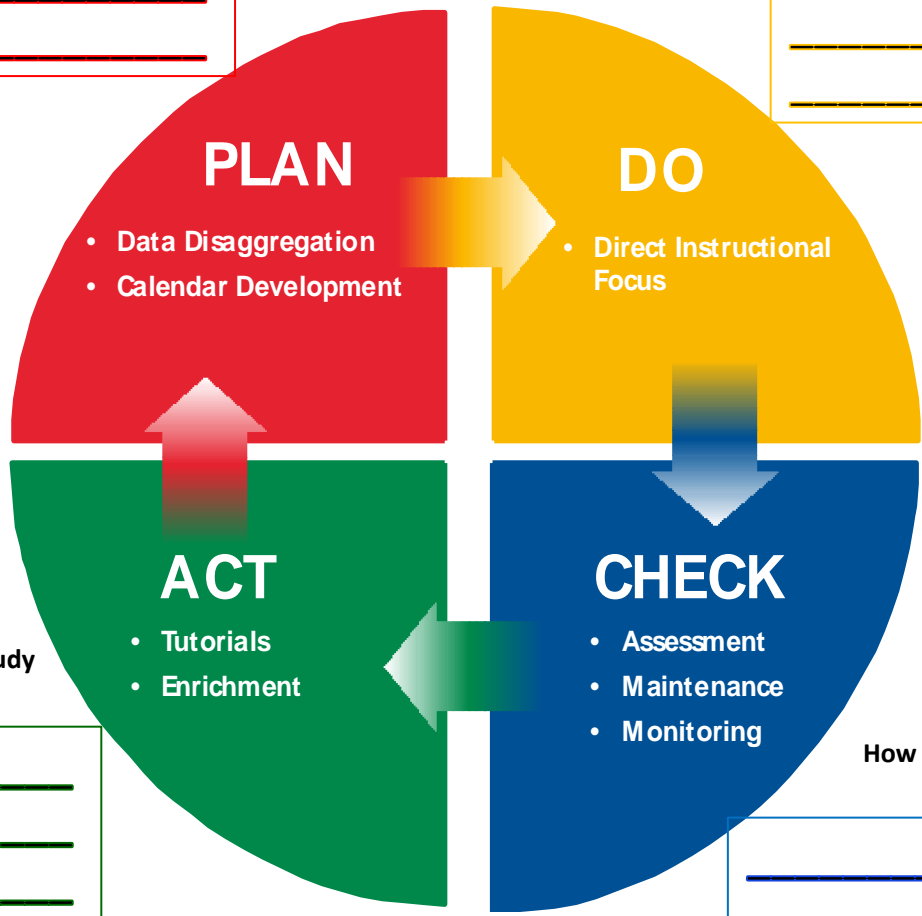 PLAN
• Data Disaggregation
• Calendar Development
DO
• Direct Instructional
Focus
ACT
• Tutorials
• Enrichment
CHECK
• Assessment
• Maintenance
• Monitoring
How